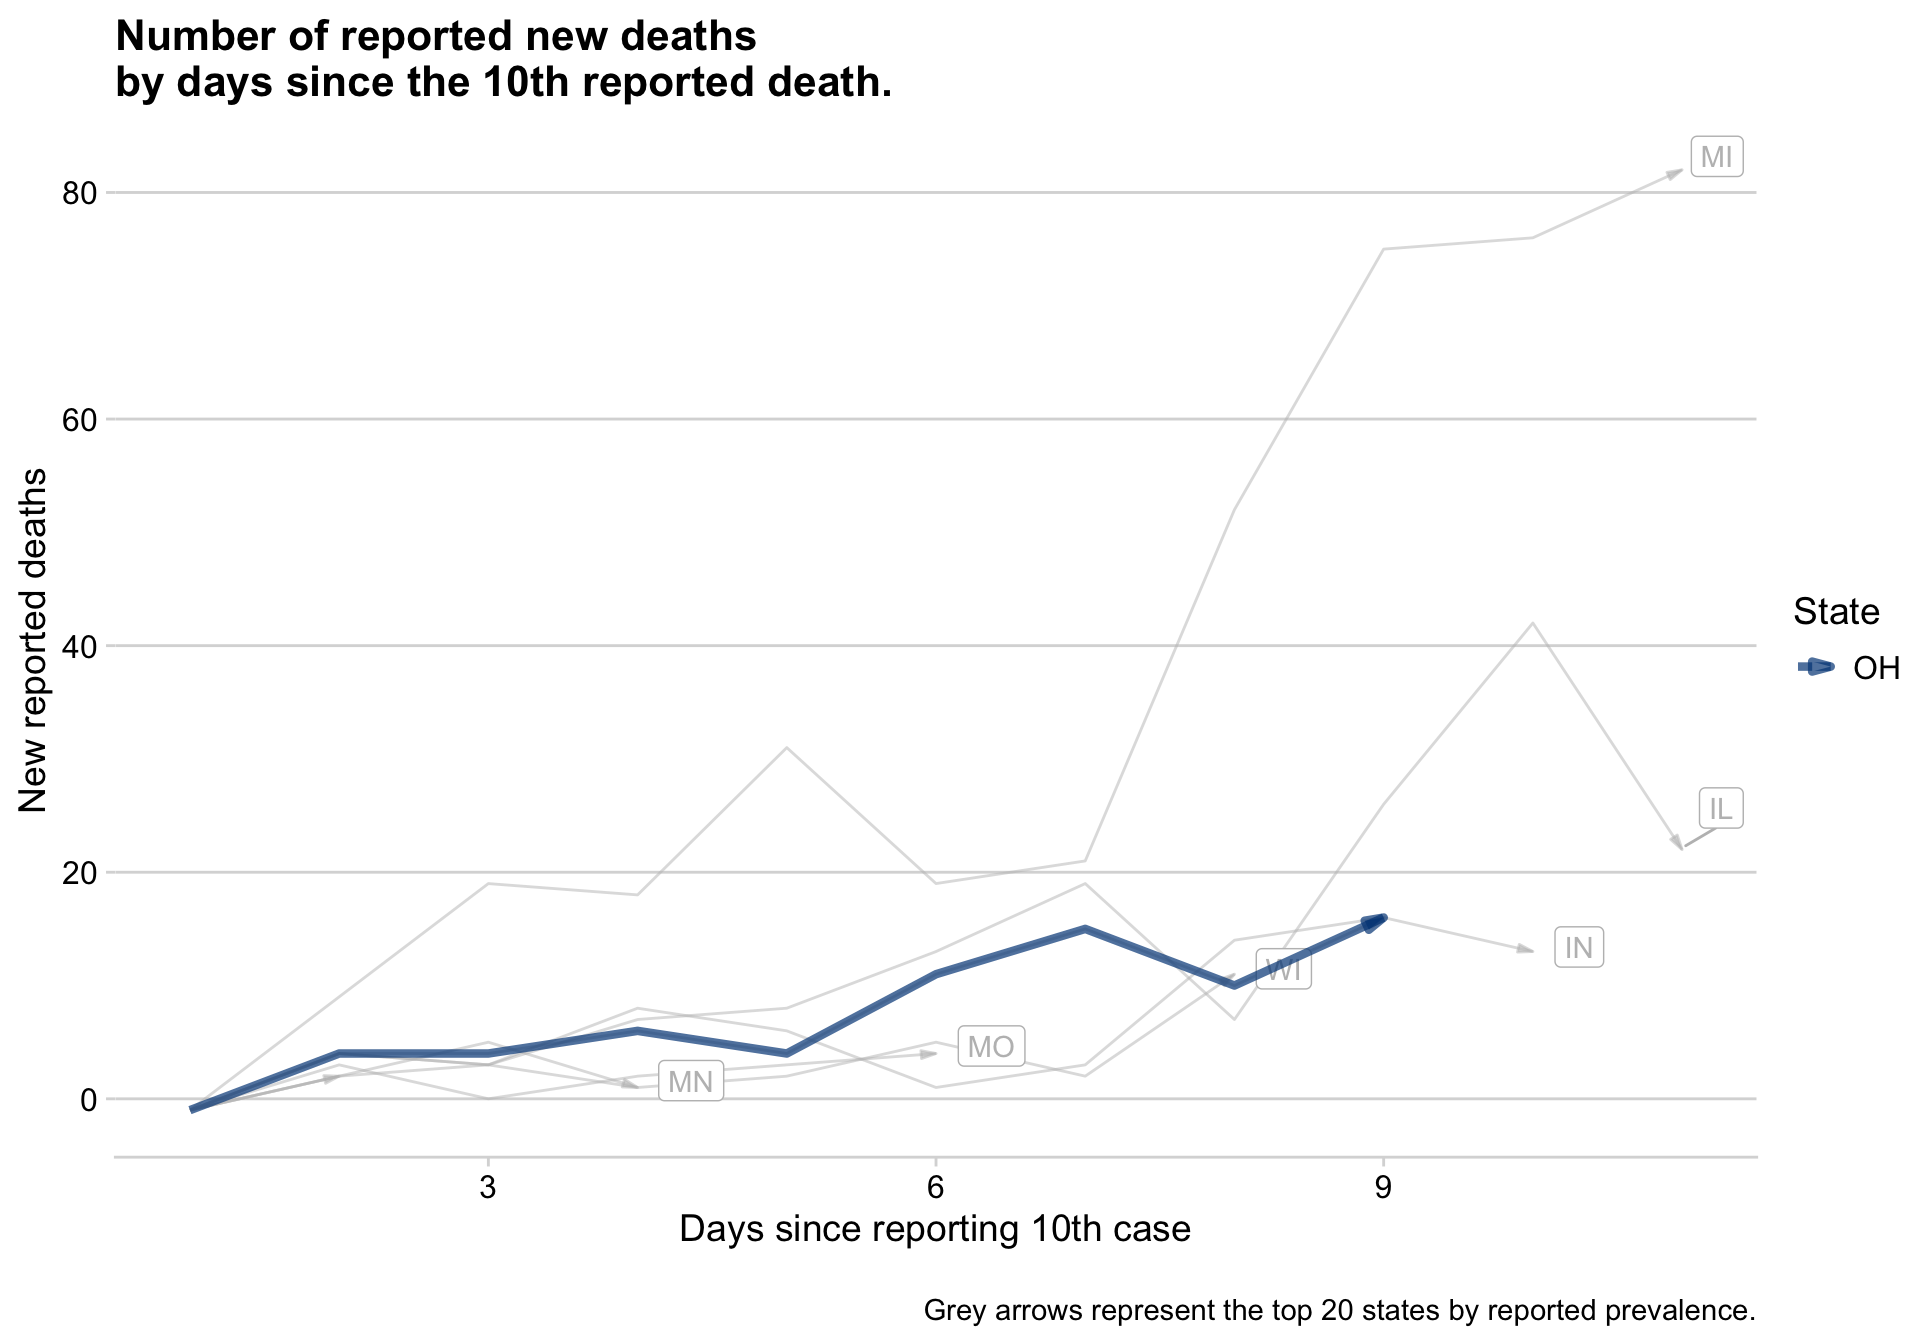 Number of reported new deaths
by days since the 10th reported death.
MI
80
60
New reported deaths
State
40
OH
IL
20
IN
WI
MO
MN
0
3 6 9
Days since reporting 10th case
Grey arrows represent the top 20 states by reported prevalence.